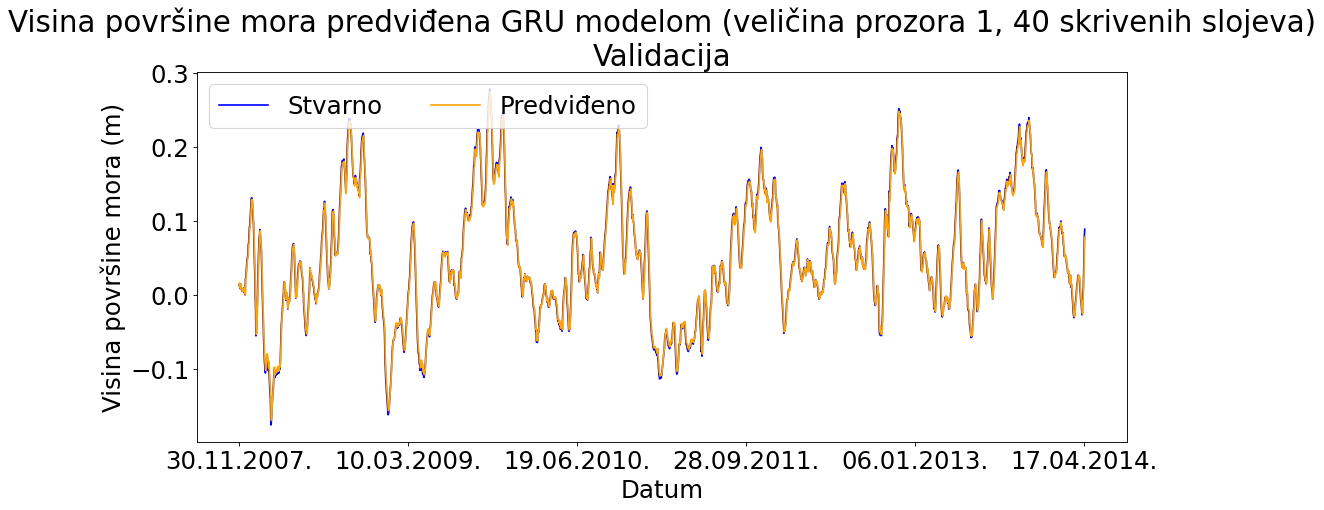 Visina površine mora predviđena GRU modelom (veličina prozora 1, 40 skrivenih slojeva)
Validacija
Stvarno
Predviđeno
Visina površine mora (m)
0.3
0.2
0.1
0.0
−0.1
30.11.2007.
10.03.2009.
19.06.2010.
28.09.2011.
06.01.2013.
17.04.2014.
Datum